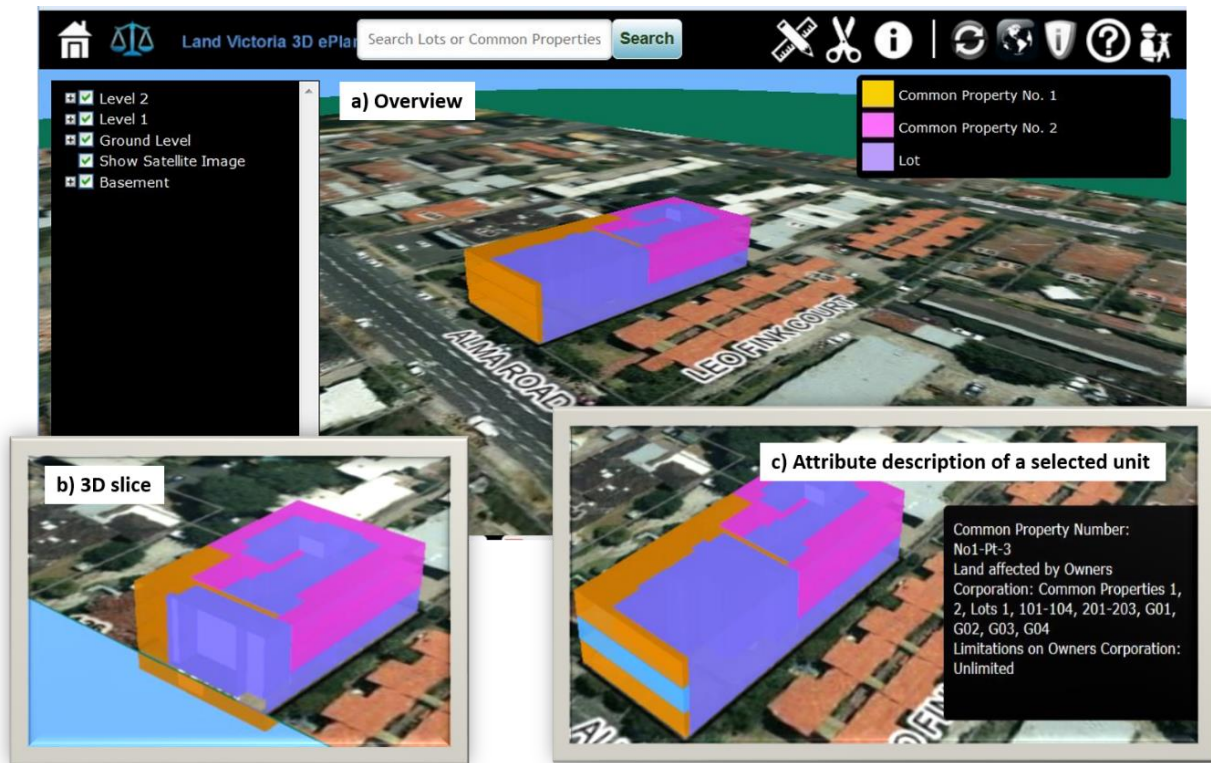 Land Victoria 3D ePlan
Search Lots or Common Properties
Search
Level 2
Level 1
Ground Level
Show Satellite Image
Basement
a) Overview
Common Property No. 1
Common Property No. 2
Lot
ALMA ROAD
LEO FINK COURT
b) 3D slice
c) Attribute description of a selected unit
Common Property Number:
No1-Pt-3
Land affected by Owners
Corporation: Common Properties 1,
2, Lots 1, 101-104, 201-203, G01,
G02, G03, G04
Limitations on Owners Corporation:
Unlimited